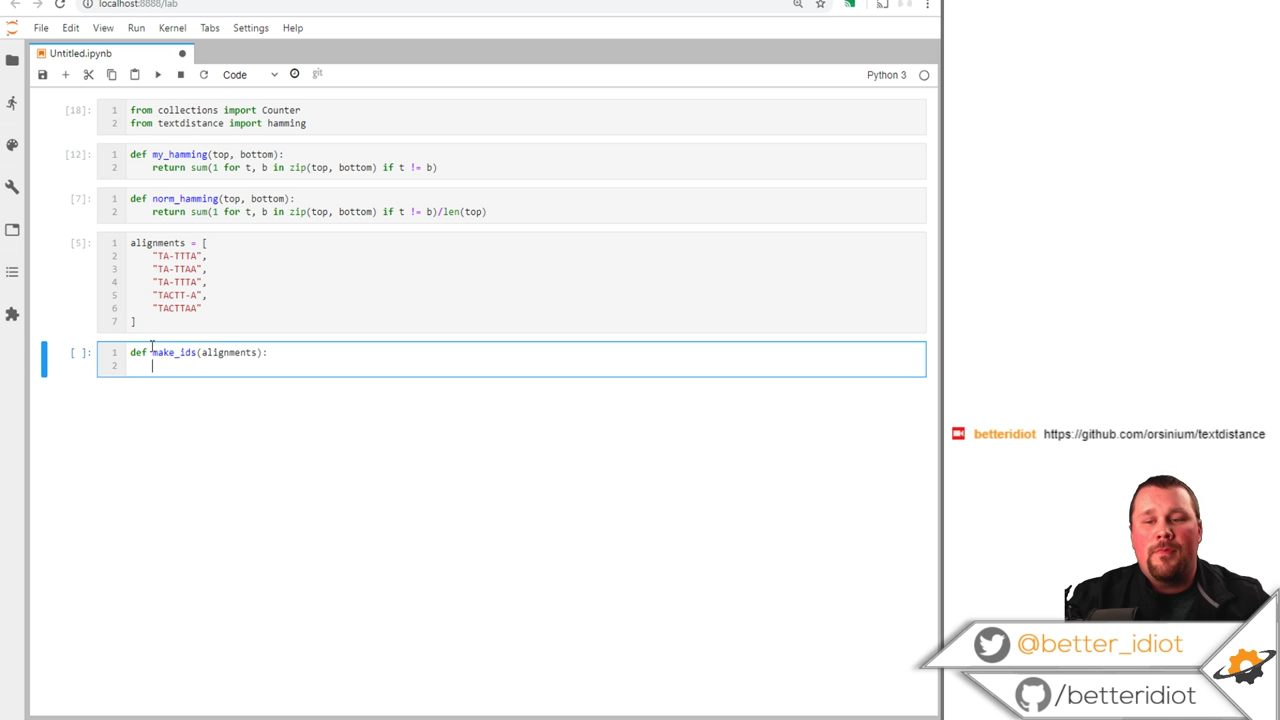 localhost:8888/lab
File Edit View Run Kernel Tabs Settings Help
Untitled.ipynb
Code git Python 3
[18]: 1 from collections import Counter
2 from textdistance import hamming
[12]: 1 def my_hamming(top, bottom):
2 return sum(1 for t, b in zip(top, bottom) if t != b)
[7]: 1 def norm_hamming(top, bottom):
2 return sum(1 for t, b in zip(top, bottom) if t != b)/len(top)
[5]: 1 alignments = [
2 "TA-TTTA",
3 "TA-TTAA",
4 "TA-TTTA",
5 "TACTT-A",
6 "TACTTAA"
7 ]
[ ]: 1 def make_ids(alignments):
2
betteridiot https://github.com/orsinium/textdistance
@better_idiot
/betteridiot